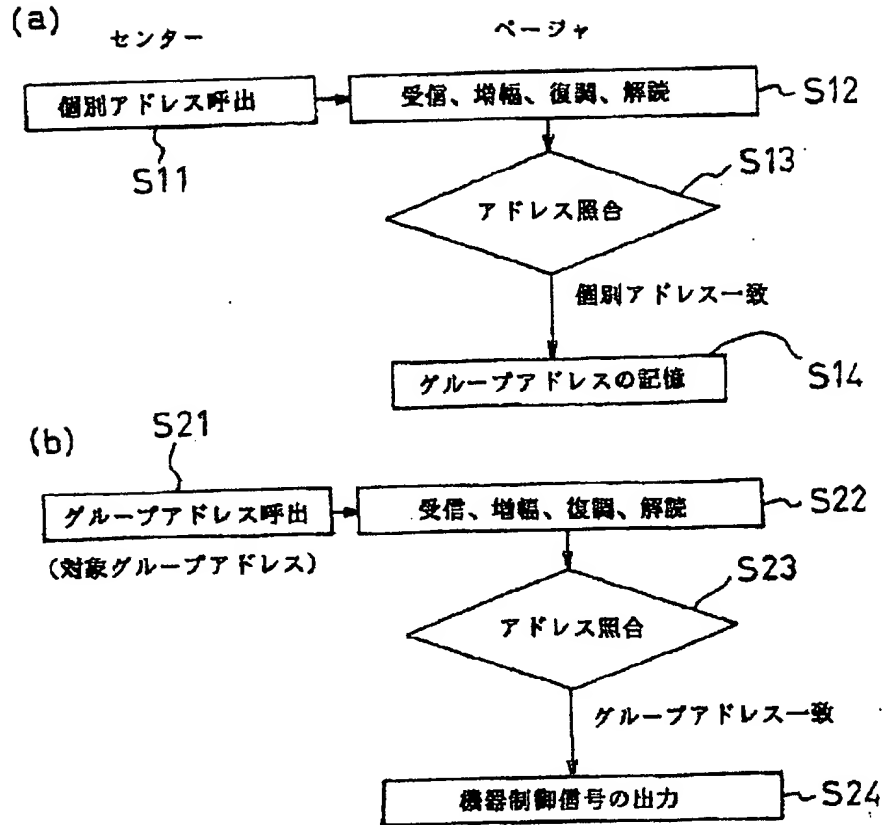 (a)
センター
ページャ
個別アドレス呼出
受信、増幅、復調、解読
S12
S11
S13
アドレス照合
個別アドレス一致
グループアドレスの記憶
S14
(b)
S21
グループアドレス呼出
受信、増幅、復調、解読
S22
(対象グループアドレス)
S23
アドレス照合
グループアドレス一致
機器制御信号の出力
S24